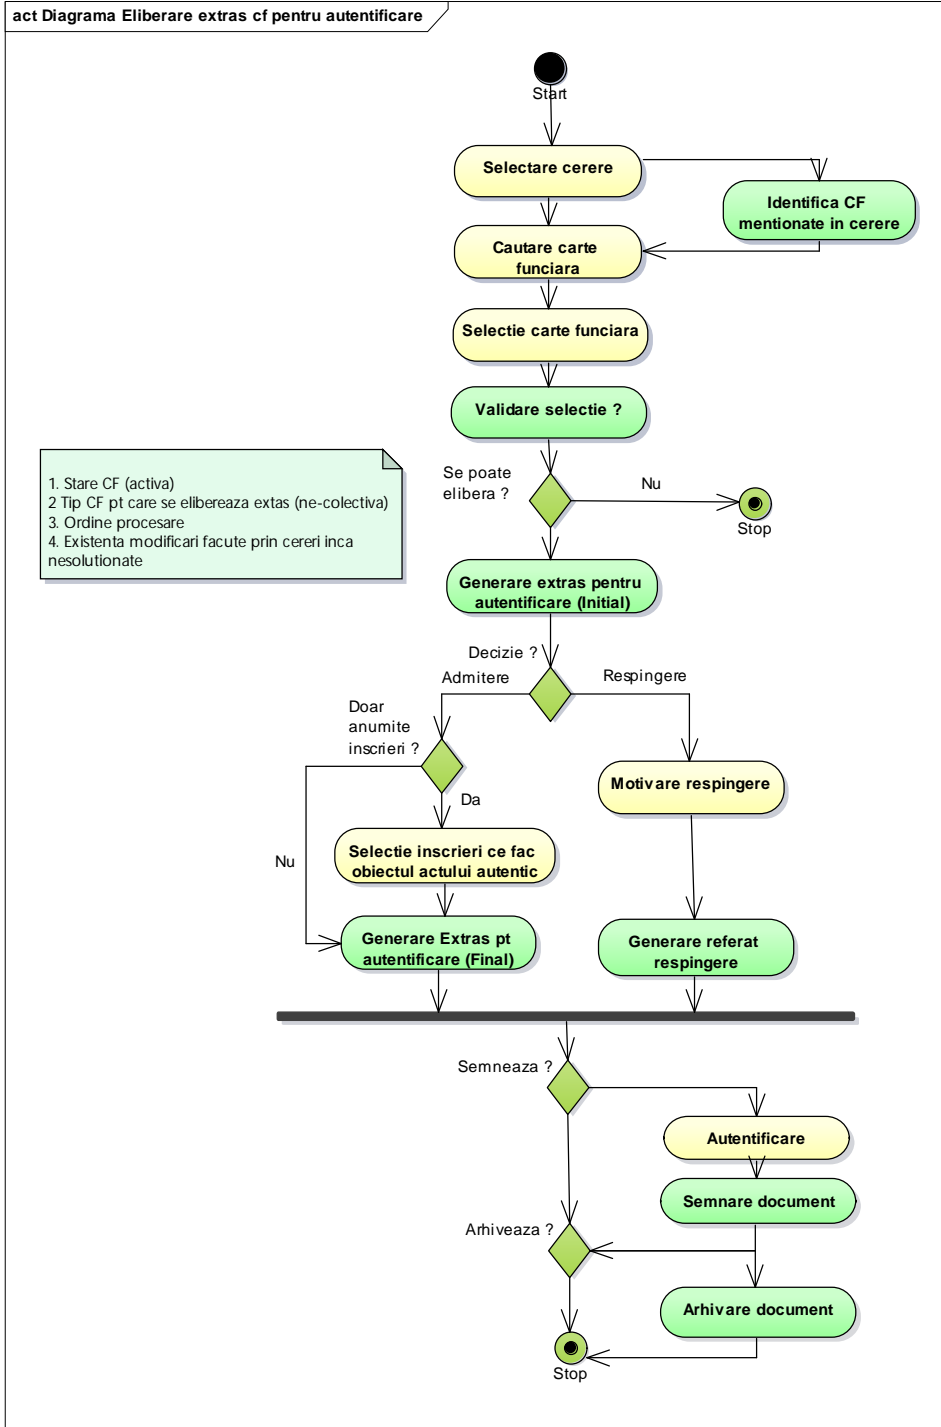 act Diagrama Eliberare extras cf pentru autentificare
Start
Selectare cerere
Identifica CF
mentionate in cerere
Cautare carte
funciara
Selectie carte funciara
Validare selectie ?
1. Stare CF (activa)
2 Tip CF pt care se elibereaza extas (ne-colectiva)
3. Ordine procesare
4. Existenta modificari facute prin cereri inca
nesolutionate
Se poate
elibera ?
Nu
Stop
Generare extras pentru
autentificare (Initial)
Decizie ?
Admitere
Respingere
Doar
anumite
inscrieri ?
Motivare respingere
Da
Nu
Selectie inscrieri ce fac
obiectul actului autentic
Generare Extras pt
autentificare (Final)
Generare referat
respingere
Semneaza ?
Autentificare
Semnare document
Arhiveaza ?
Arhivare document
Stop